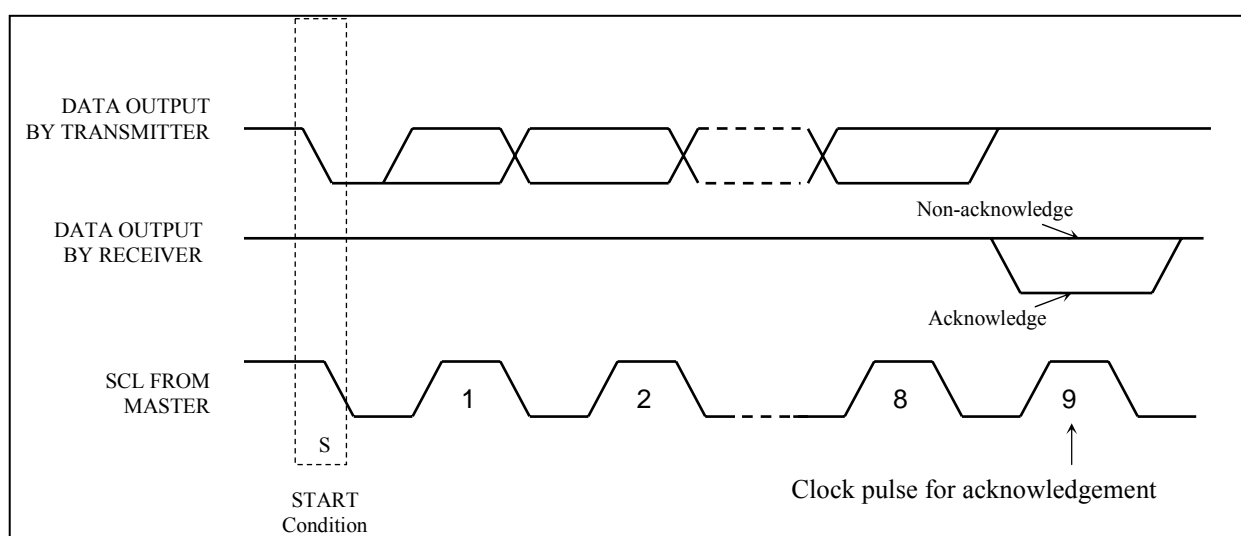 DATA OUTPUT
BY TRANSMITTER
Non-acknowledge
DATA OUTPUT
BY RECEIVER
Acknowledge
SCL FROM
MASTER
1
2
8
9
S
START
Condition
Clock pulse for acknowledgement